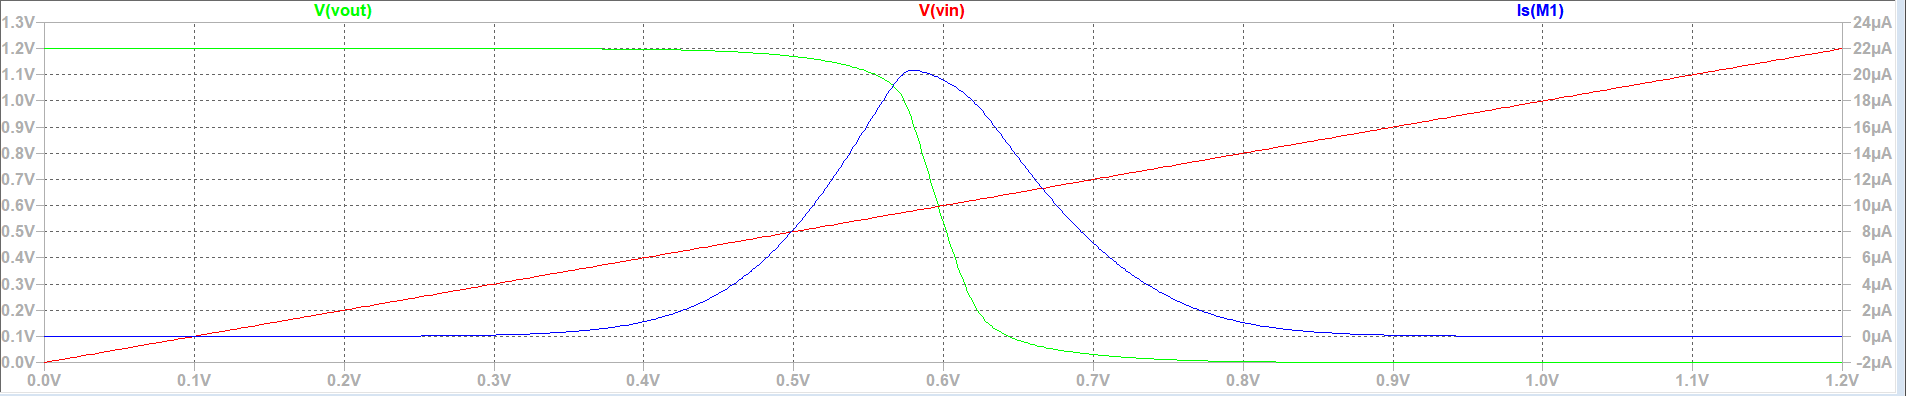 V(vout) V(vin) Is(M1)
1.3V 24µA
1.2V 22µA
1.1V 20µA
1.0V 18µA
0.9V 16µA
0.8V 14µA
0.7V 12µA
0.6V 10µA
0.5V 8µA
0.4V 6µA
0.3V 4µA
0.2V 2µA
0.1V 0µA
0.0V -2µA
0.0V 0.1V 0.2V 0.3V 0.4V 0.5V 0.6V 0.7V 0.8V 0.9V 1.0V 1.1V 1.2V